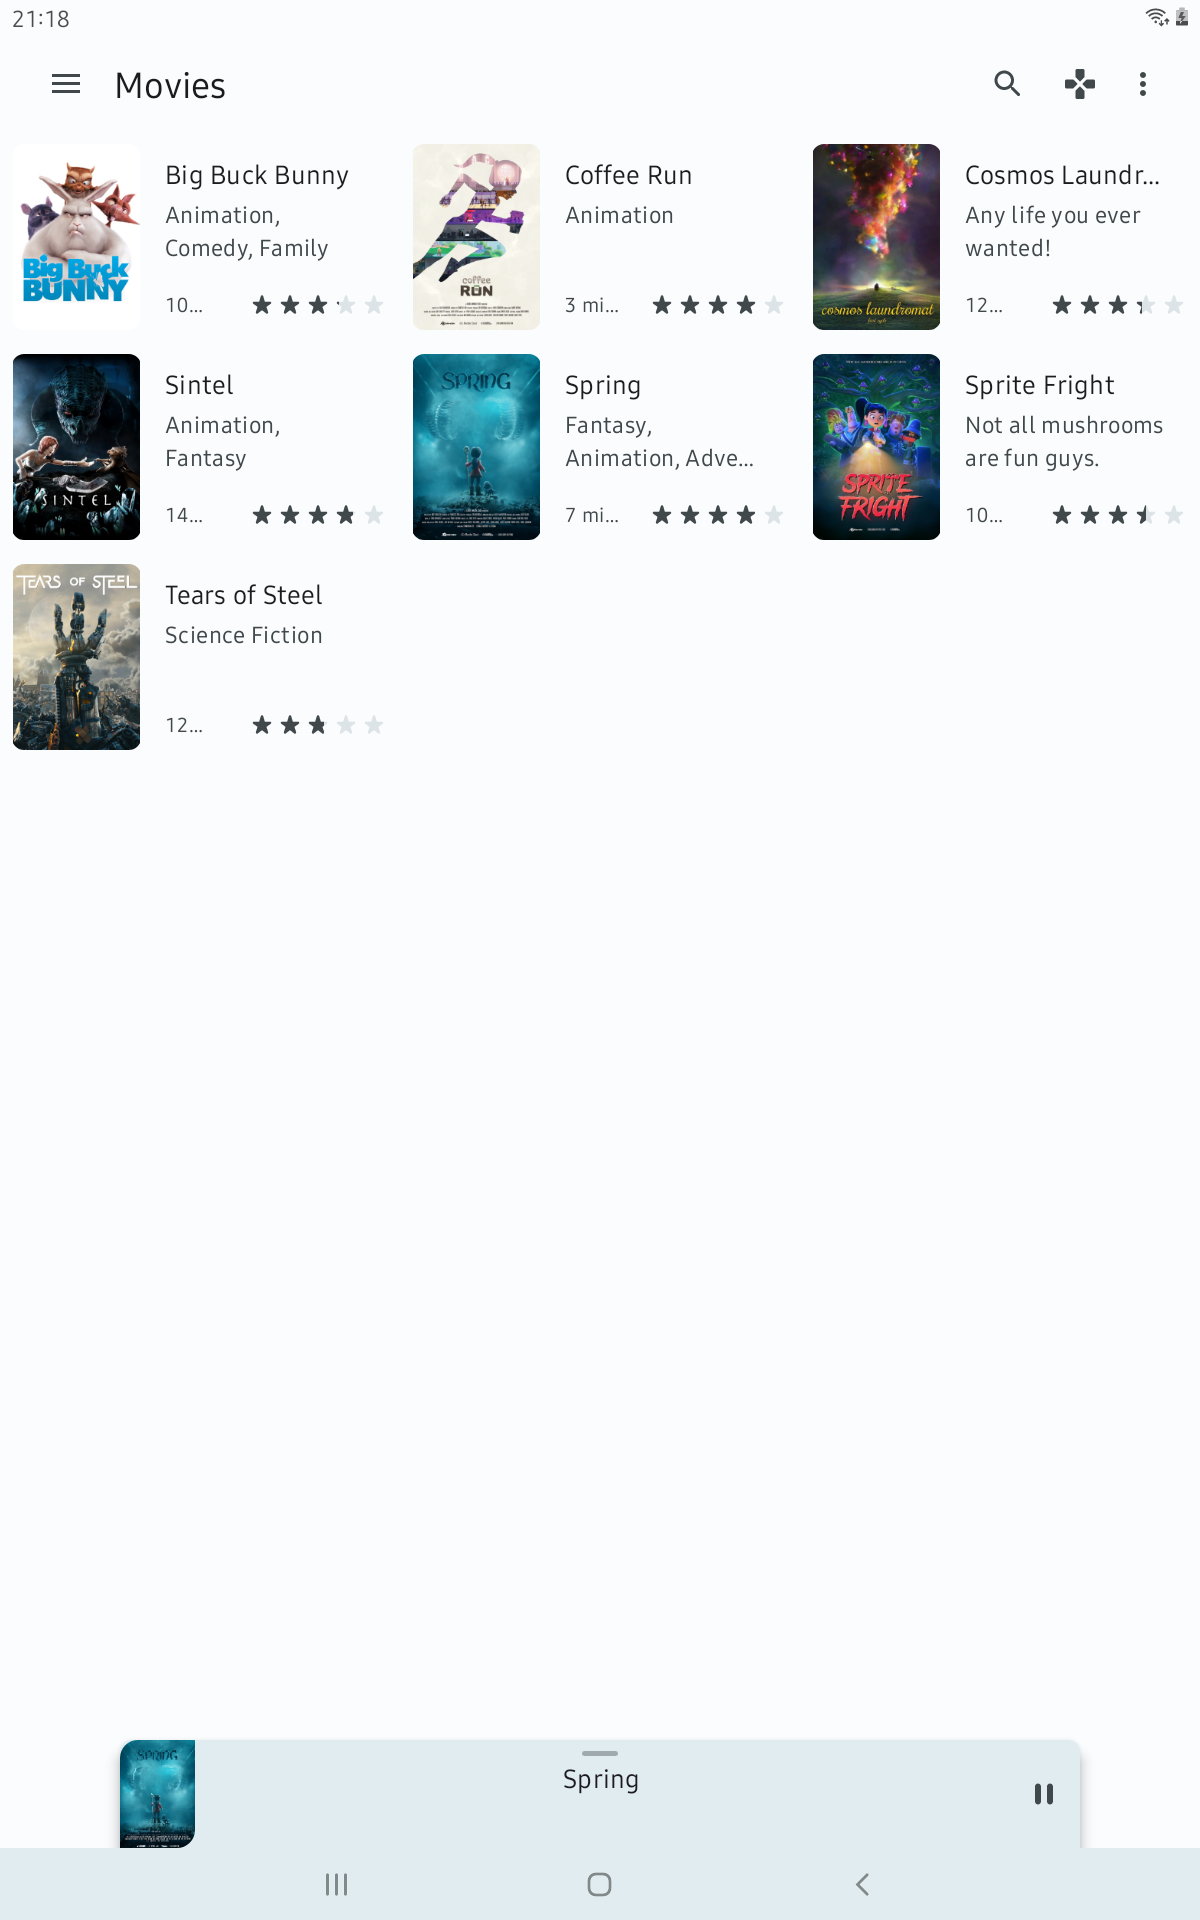 21:18
Movies
Big Buck BUNNY
Big Buck Bunny
Animation,
Comedy, Family
10...
coffee
RUN
Coffee Run
Animation
3 mi...
cosmos laundromat
Cosmos Laundr...
Any life you ever
wanted!
12...
SINTEL
Sintel
Animation,
Fantasy
14...
SPRING
Spring
Fantasy,
Animation, Adve...
7 mi...
SPRITE
FRIGHT
Sprite Fright
Not all mushrooms
are fun guys.
10...
TEARS OF STEEL
Tears of Steel
Science Fiction
12...
SPRING
Spring